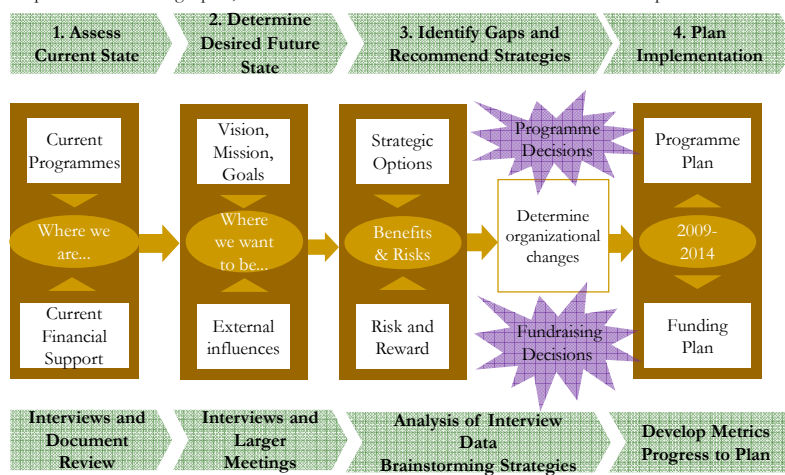 1. Assess
Current State
2. Determine
Desired Future
State
3. Identify Gaps and
Recommend Strategies
4. Plan
Implementation
Current
Programmes
Where we
are...
Current
Financial
Support
Vision,
Mission,
Goals
Where
we want
to be...
External
influences
Strategic
Options
Benefits
& Risks
Risk and
Reward
Programme
Decisions
Determine
organizational
changes
Fundraising
Decisions
Programme
Plan
2009-
2014
Funding
Plan
Interviews and
Document
Review
Interviews and
Larger
Meetings
Analysis of Interview
Data
Brainstorming Strategies
Develop Metrics
Progress to Plan